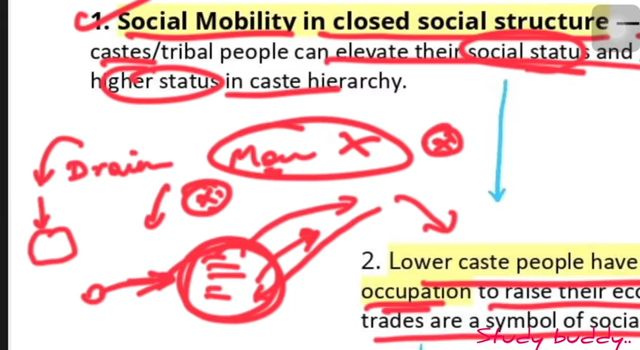 1. Social Mobility in closed social structure —
castes/tribal people can elevate their social status and
higher status in caste hierarchy.
Drain
Man X
2. Lower caste people have
occupation to raise their eco
trades are a symbol of socia
Study buddy..